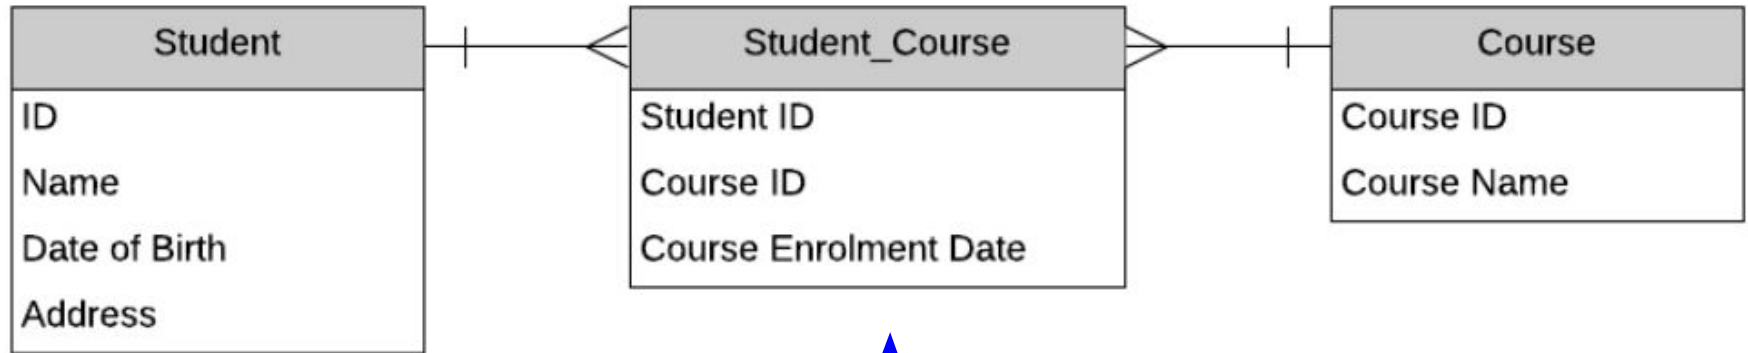 Student
ID
Name
Date of Birth
Address
Student_Course
Student ID
Course ID
Course Enrolment Date
Course
Course ID
Course Name